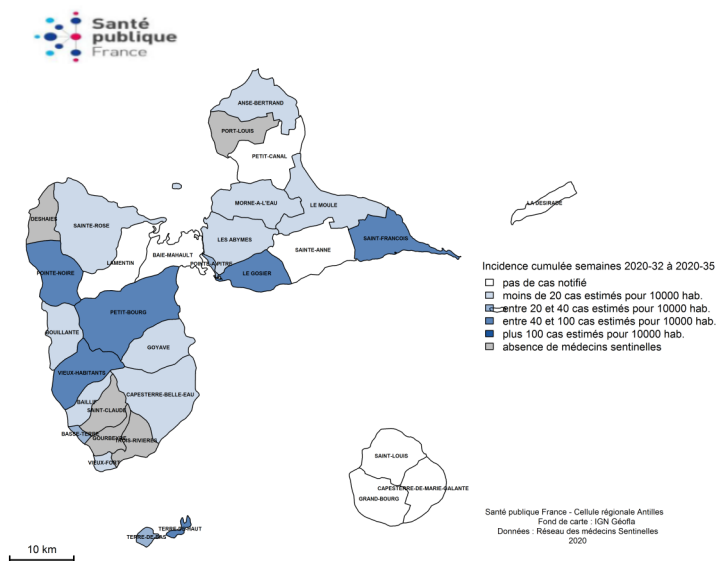 Santé
publique
France
ANSE-BERTRAND
PORT-LOUIS
PETIT-CANAL
LA DESIRADE
MORNE-A-L'EAU
LE MOULE
DESHAIES
SAINTE-ROSE
LES ABYMES
SAINT-FRANCOIS
SAINTE-ANNE
BAIE-MAHAULT
LAMENTIN
POINTE-A-PITRE
POINTE-NOIRE
LE GOSIER
PETIT-BOURG
BOUILLANTE
GOYAVE
VIEUX-HABITANTS
CAPESTERRE-BELLE-EAU
BAILLIF
SAINT-CLAUDE
BASSE-TERRE
GOURBEYRE
TROIS-RIVIERES
VIEUX-FORT
TERRE-DE-HAUT
TERRE-DE-BAS
SAINT-LOUIS
CAPESTERRE-DE-MARIE-GALANTE
GRAND-BOURG
Incidence cumulée semaines 2020-32 à 2020-35
pas de cas notifié
moins de 20 cas estimés pour 10000 hab.
entre 20 et 40 cas estimés pour 10000 hab.
entre 40 et 100 cas estimés pour 10000 hab.
plus 100 cas estimés pour 10000 hab.
absence de médecins sentinelles
Santé publique France - Cellule régionale Antilles
Fond de carte : IGN Géofla
Données : Réseau des médecins Sentinelles
2020
10 km